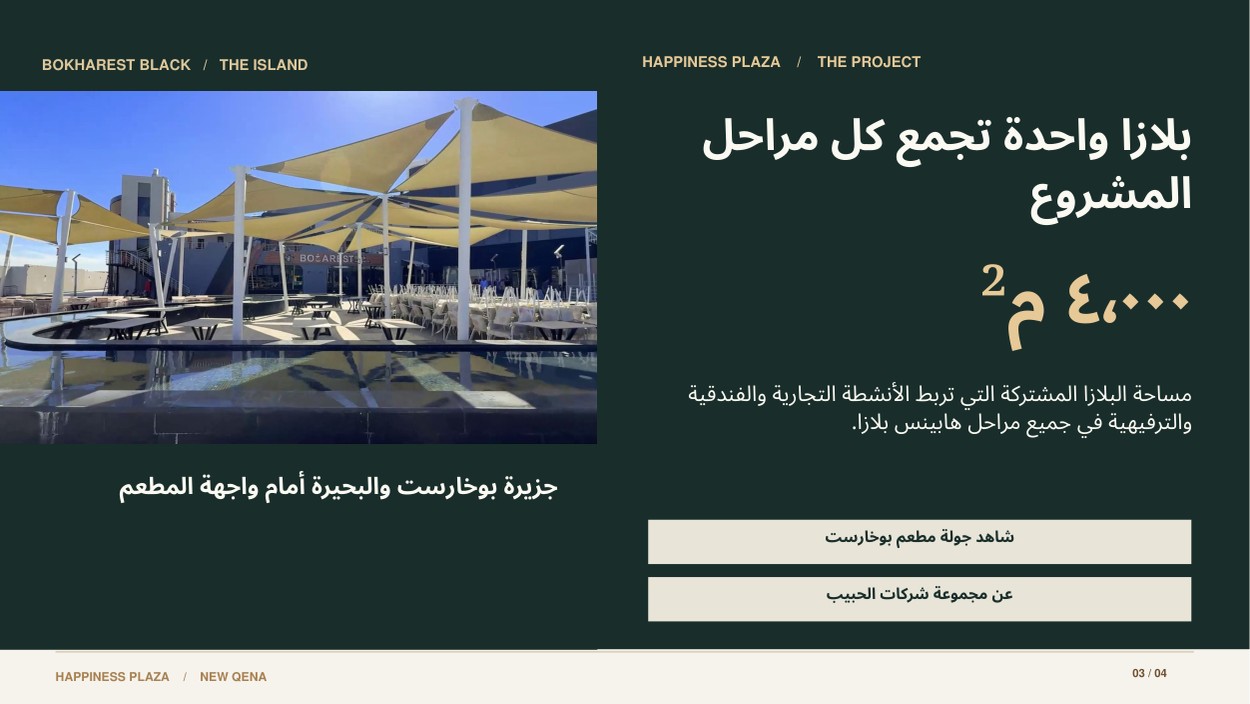 BOKHAREST BLACK / THE ISLAND
HAPPINESS PLAZA / THE PROJECT
بلازا واحدة تجمع كل مراحل
المشروع
٤،٠٠٠ م2
مساحة البلازا المشتركة التي تربط الأنشطة التجارية والفندقية
والترفيهية في جميع مراحل هابينس بلازا.
جزيرة بوخارست والبحيرة أمام واجهة المطعم
شاهد جولة مطعم بوخارست
عن مجموعة شركات الحبيب
HAPPINESS PLAZA / NEW QENA
03 / 04